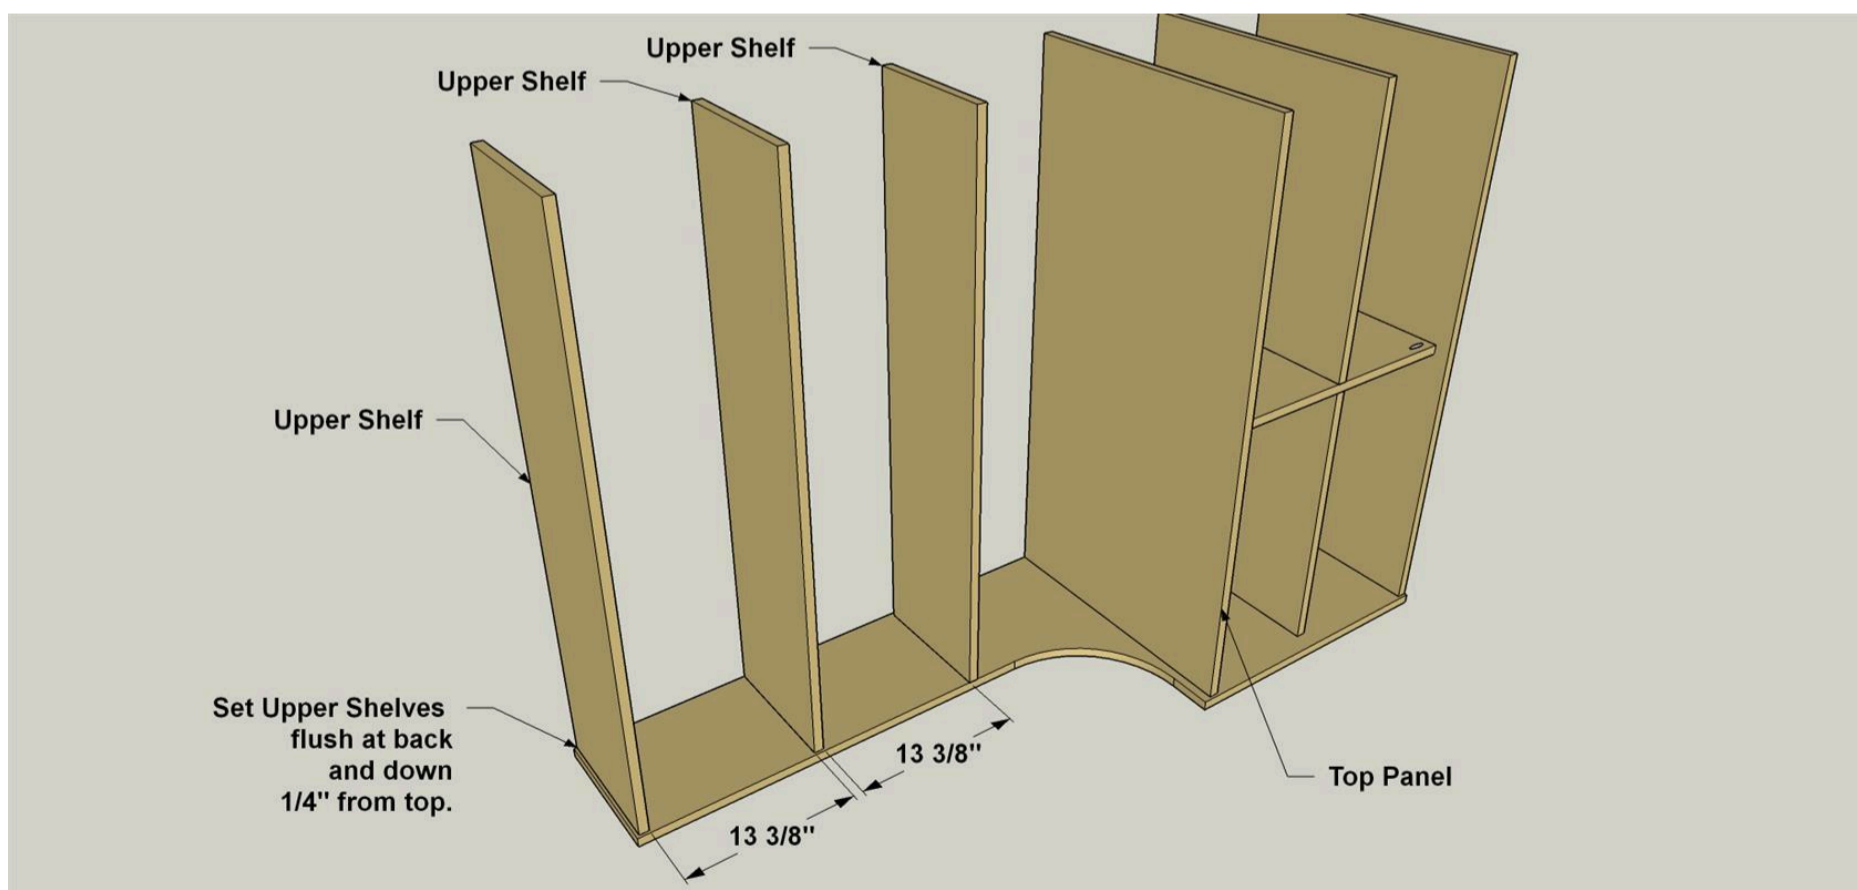 Upper Shelf
Upper Shelf
Upper Shelf
Set Upper Shelves
flush at back
and down
1/4" from top.
13 3/8"
13 3/8"
Top Panel